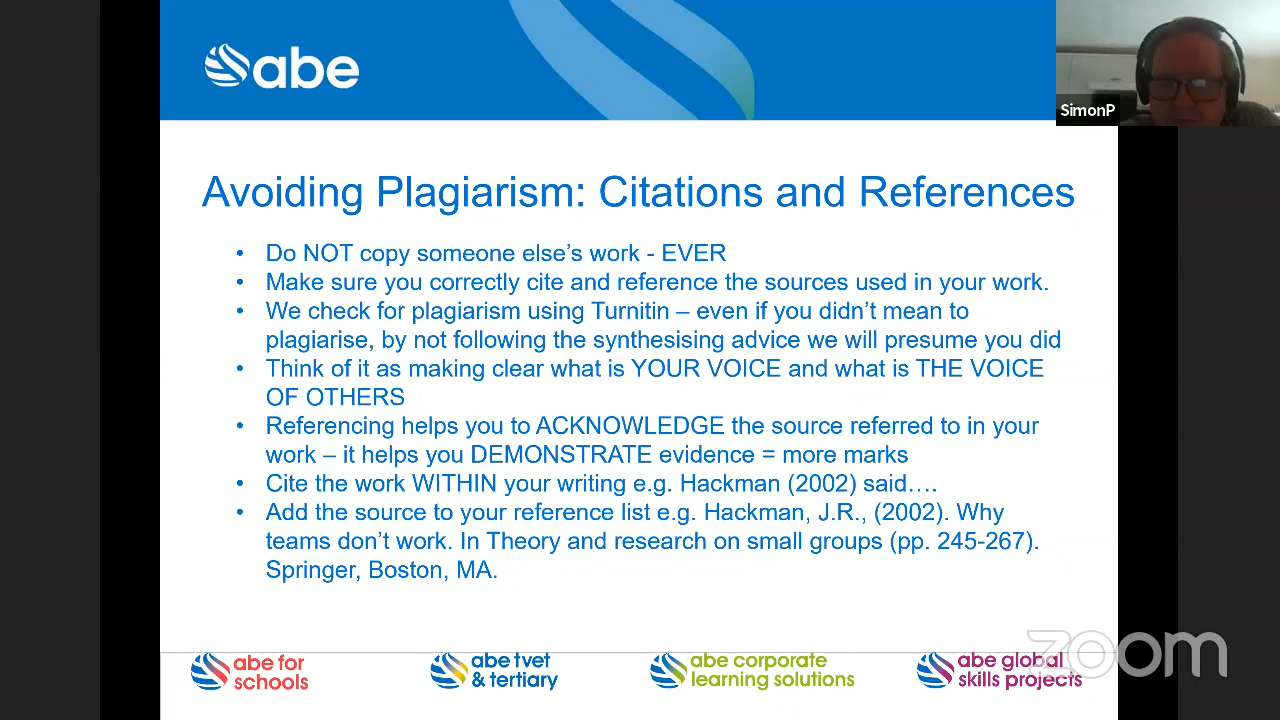 abe
SimonP
Avoiding Plagiarism: Citations and References
• Do NOT copy someone else’s work - EVER
• Make sure you correctly cite and reference the sources used in your work.
• We check for plagiarism using Turnitin – even if you didn’t mean to
plagiarise, by not following the synthesising advice we will presume you did
• Think of it as making clear what is YOUR VOICE and what is THE VOICE
OF OTHERS
• Referencing helps you to ACKNOWLEDGE the source referred to in your
work – it helps you DEMONSTRATE evidence = more marks
• Cite the work WITHIN your writing e.g. Hackman (2002) said….
• Add the source to your reference list e.g. Hackman, J.R., (2002). Why
teams don’t work. In Theory and research on small groups (pp. 245-267).
Springer, Boston, MA.
abe for
schools
abe tvet
& tertiary
abe corporate
learning solutions
abe global
skills projects
zoom